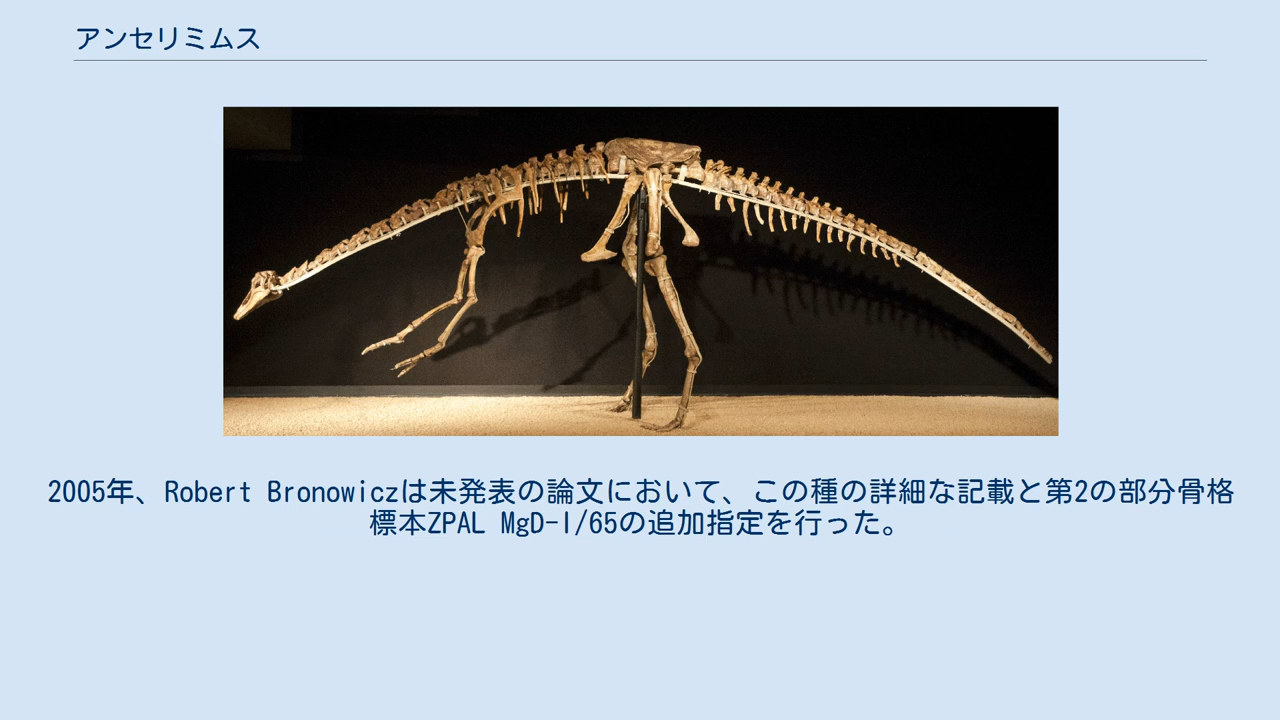 アンセリミムス
2005年、Robert Bronowiczは未発表の論文において、この種の詳細な記載と第2の部分骨格
標本ZPAL MgD-I/65の追加指定を行った。